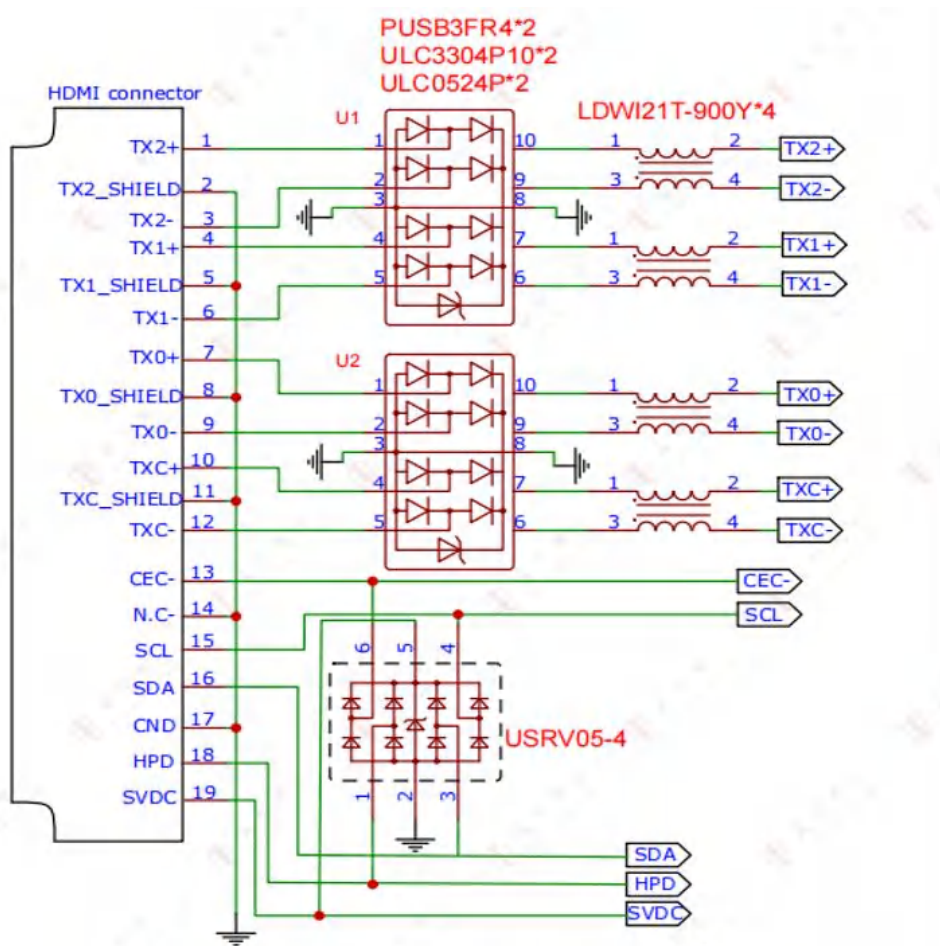 PUSB3FR4*2
ULC3304P10*2
ULC0524P*2
HDMI connector
LDWI21T-900Y*4
U1
TX2+ 1
TX2_SHIELD 2
TX2- 3
TX1+ 4
TX1_SHIELD 5
TX1- 6
TX0+ 7
TX0_SHIELD 8
TX0- 9
TXC+ 10
TXC_SHIELD 11
TXC- 12
CEC- 13
N.C- 14
SCL 15
SDA 16
CND 17
HPD 18
SVDC 19
1 10 1 2 TX2+
2 9 3 4 TX2-
3 8
4 7 1 2 TX1+
5 6 3 4 TX1-
U2
1 10 1 2 TX0+
2 9 3 4 TX0-
3 8
4 7 1 2 TXC+
5 6 3 4 TXC-
CEC-
SCL
6 5 4
USRV05-4
1 2 3
SDA
HPD
SVDC